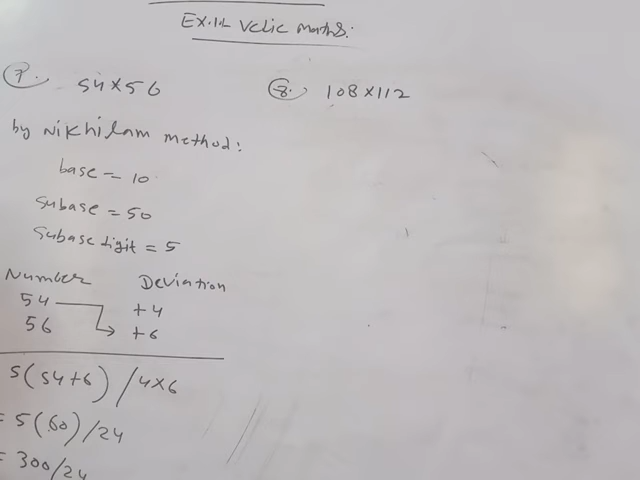 Ex.1.1 Vedic maths:
7. 54×56
by Nikhilam method:
base = 10
Subase = 50
Subase digit = 5
Number Deviation
54 +4
56 +6
5(54+6)/4×6
= 5(60)/24
= 300/24
8. 108×112